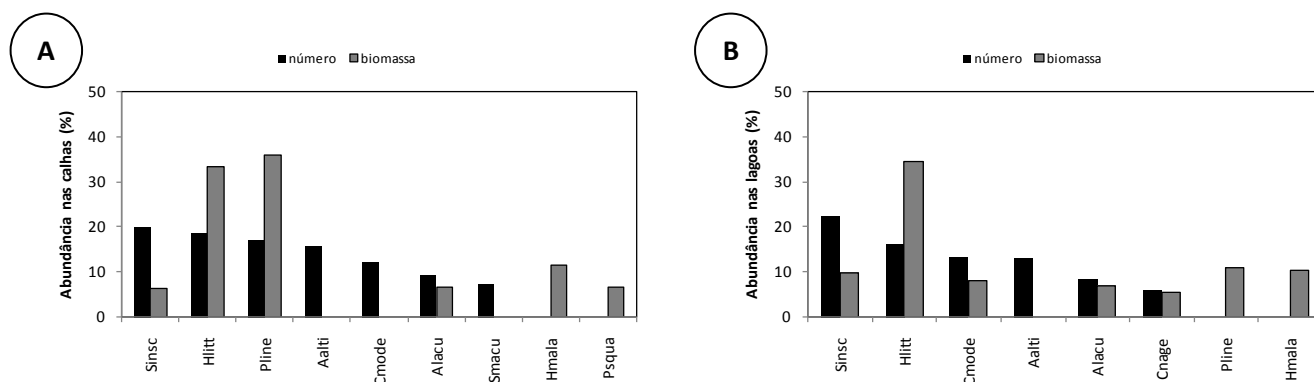 A
número biomassa
Abundância nas calhas (%)
50
40
30
20
10
0
Sinsc Hlitt Pline Aalti Cmode Alacu Smacu Hmala Psqua
B
número biomassa
Abundância nas lagoas (%)
50
40
30
20
10
0
Sinsc Hlitt Cmode Aalti Alacu Cnage Pline Hmala